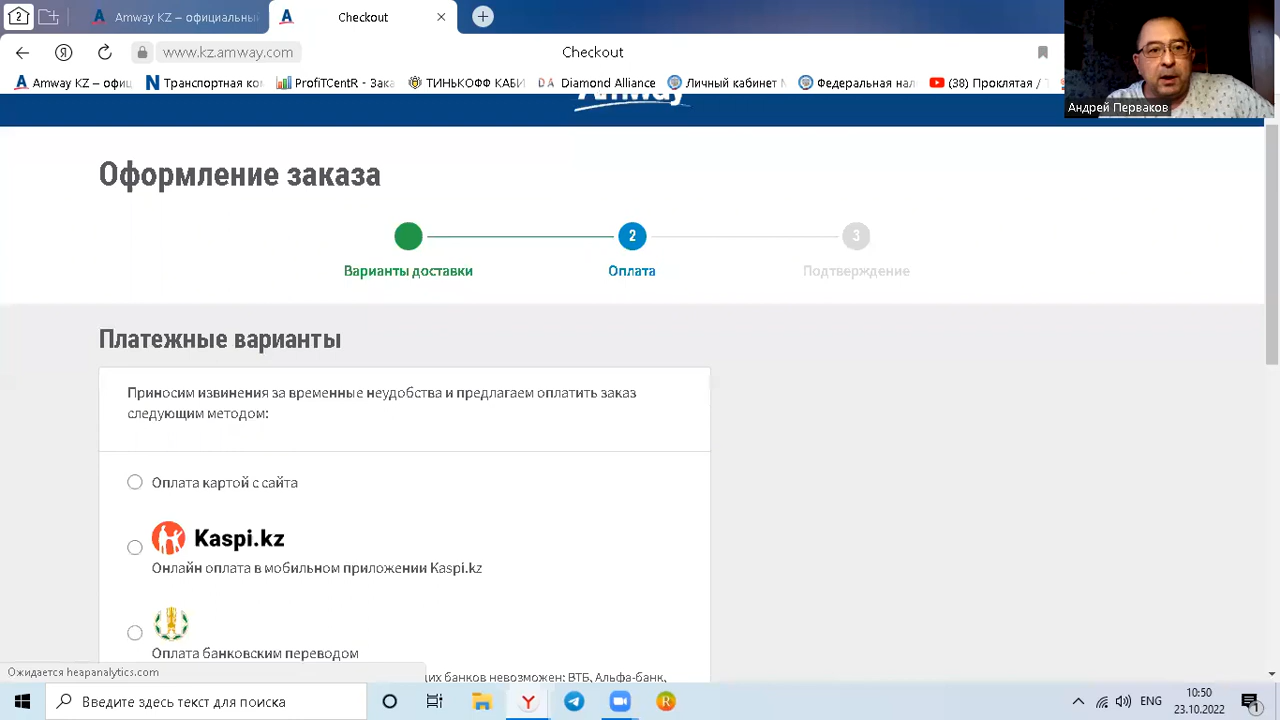 2
Amway KZ – официальный
Checkout
www.kz.amway.com
Checkout
Amway KZ – офиц
Транспортная ко
ProfiTCentR - Зака
ТИНЬКОФФ КАБИ
Diamond Alliance
Личный кабинет
Федеральная нал
(38) Проклятая /
Андрей Перваков
Amway
Оформление заказа
2
3
Варианты доставки
Оплата
Подтверждение
Платежные варианты
Приносим извинения за временные неудобства и предлагаем оплатить заказ
следующим методом:
Оплата картой с сайта
Kaspi.kz
Онлайн оплата в мобильном приложении Kaspi.kz
Оплата банковским переводом
Ожидается heapanalytics.com
их банков невозможен: ВТБ, Альфа-банк,
Введите здесь текст для поиска
ENG
10:50
23.10.2022
1